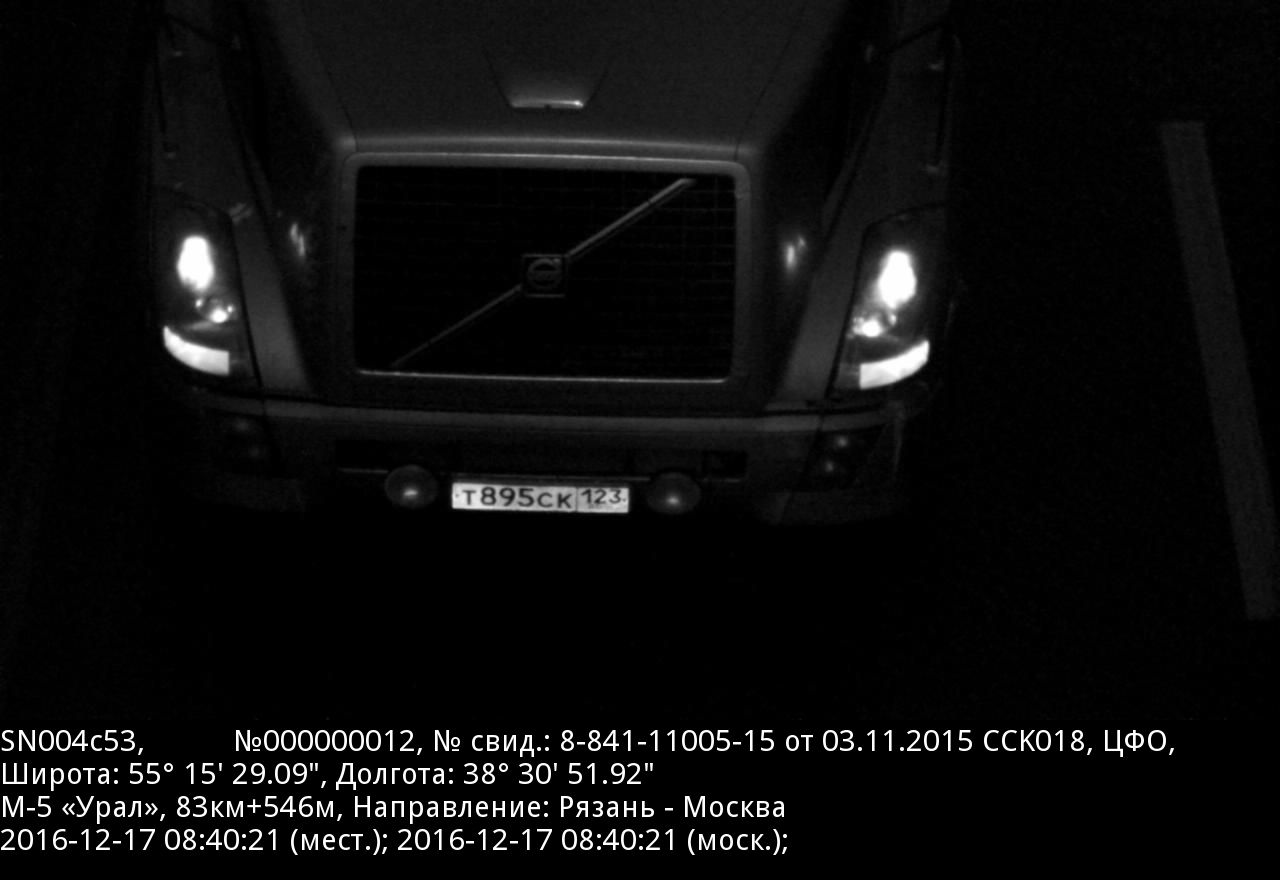 Т895СК 123
SN004c53, №000000012, № свид.: 8-841-11005-15 от 03.11.2015 ССК018, ЦФО,
Широта: 55° 15' 29.09", Долгота: 38° 30' 51.92"
М-5 «Урал», 83км+546м, Направление: Рязань - Москва
2016-12-17 08:40:21 (мест.); 2016-12-17 08:40:21 (моск.);